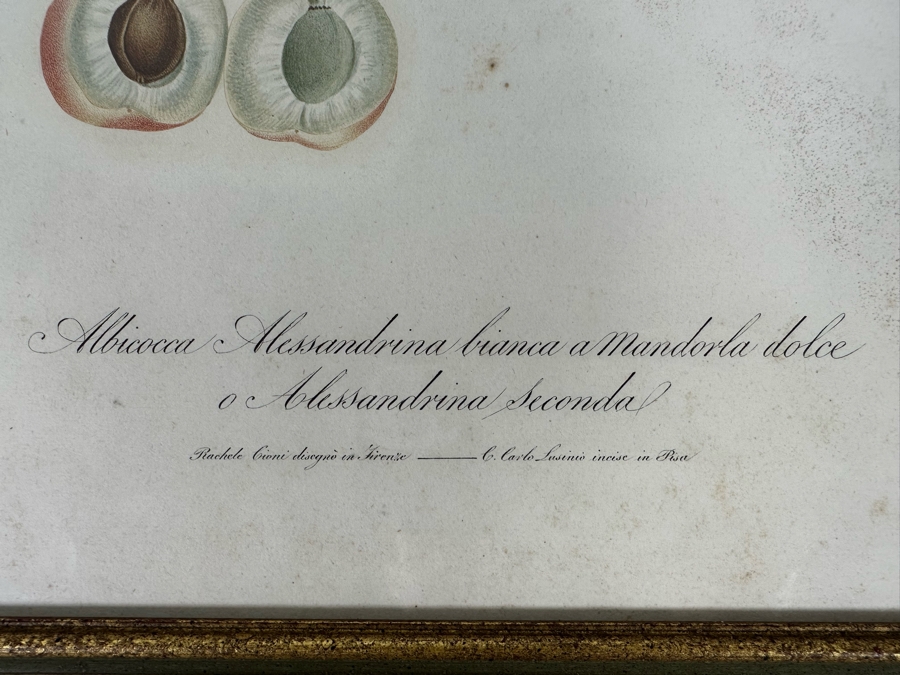 Albicocca Alessandrina bianca a Mandorla dolce
o Alessandrina Seconda
Rachele Cioni disegnò in Firenze —— C. Carlo Lasinio incise in Pisa